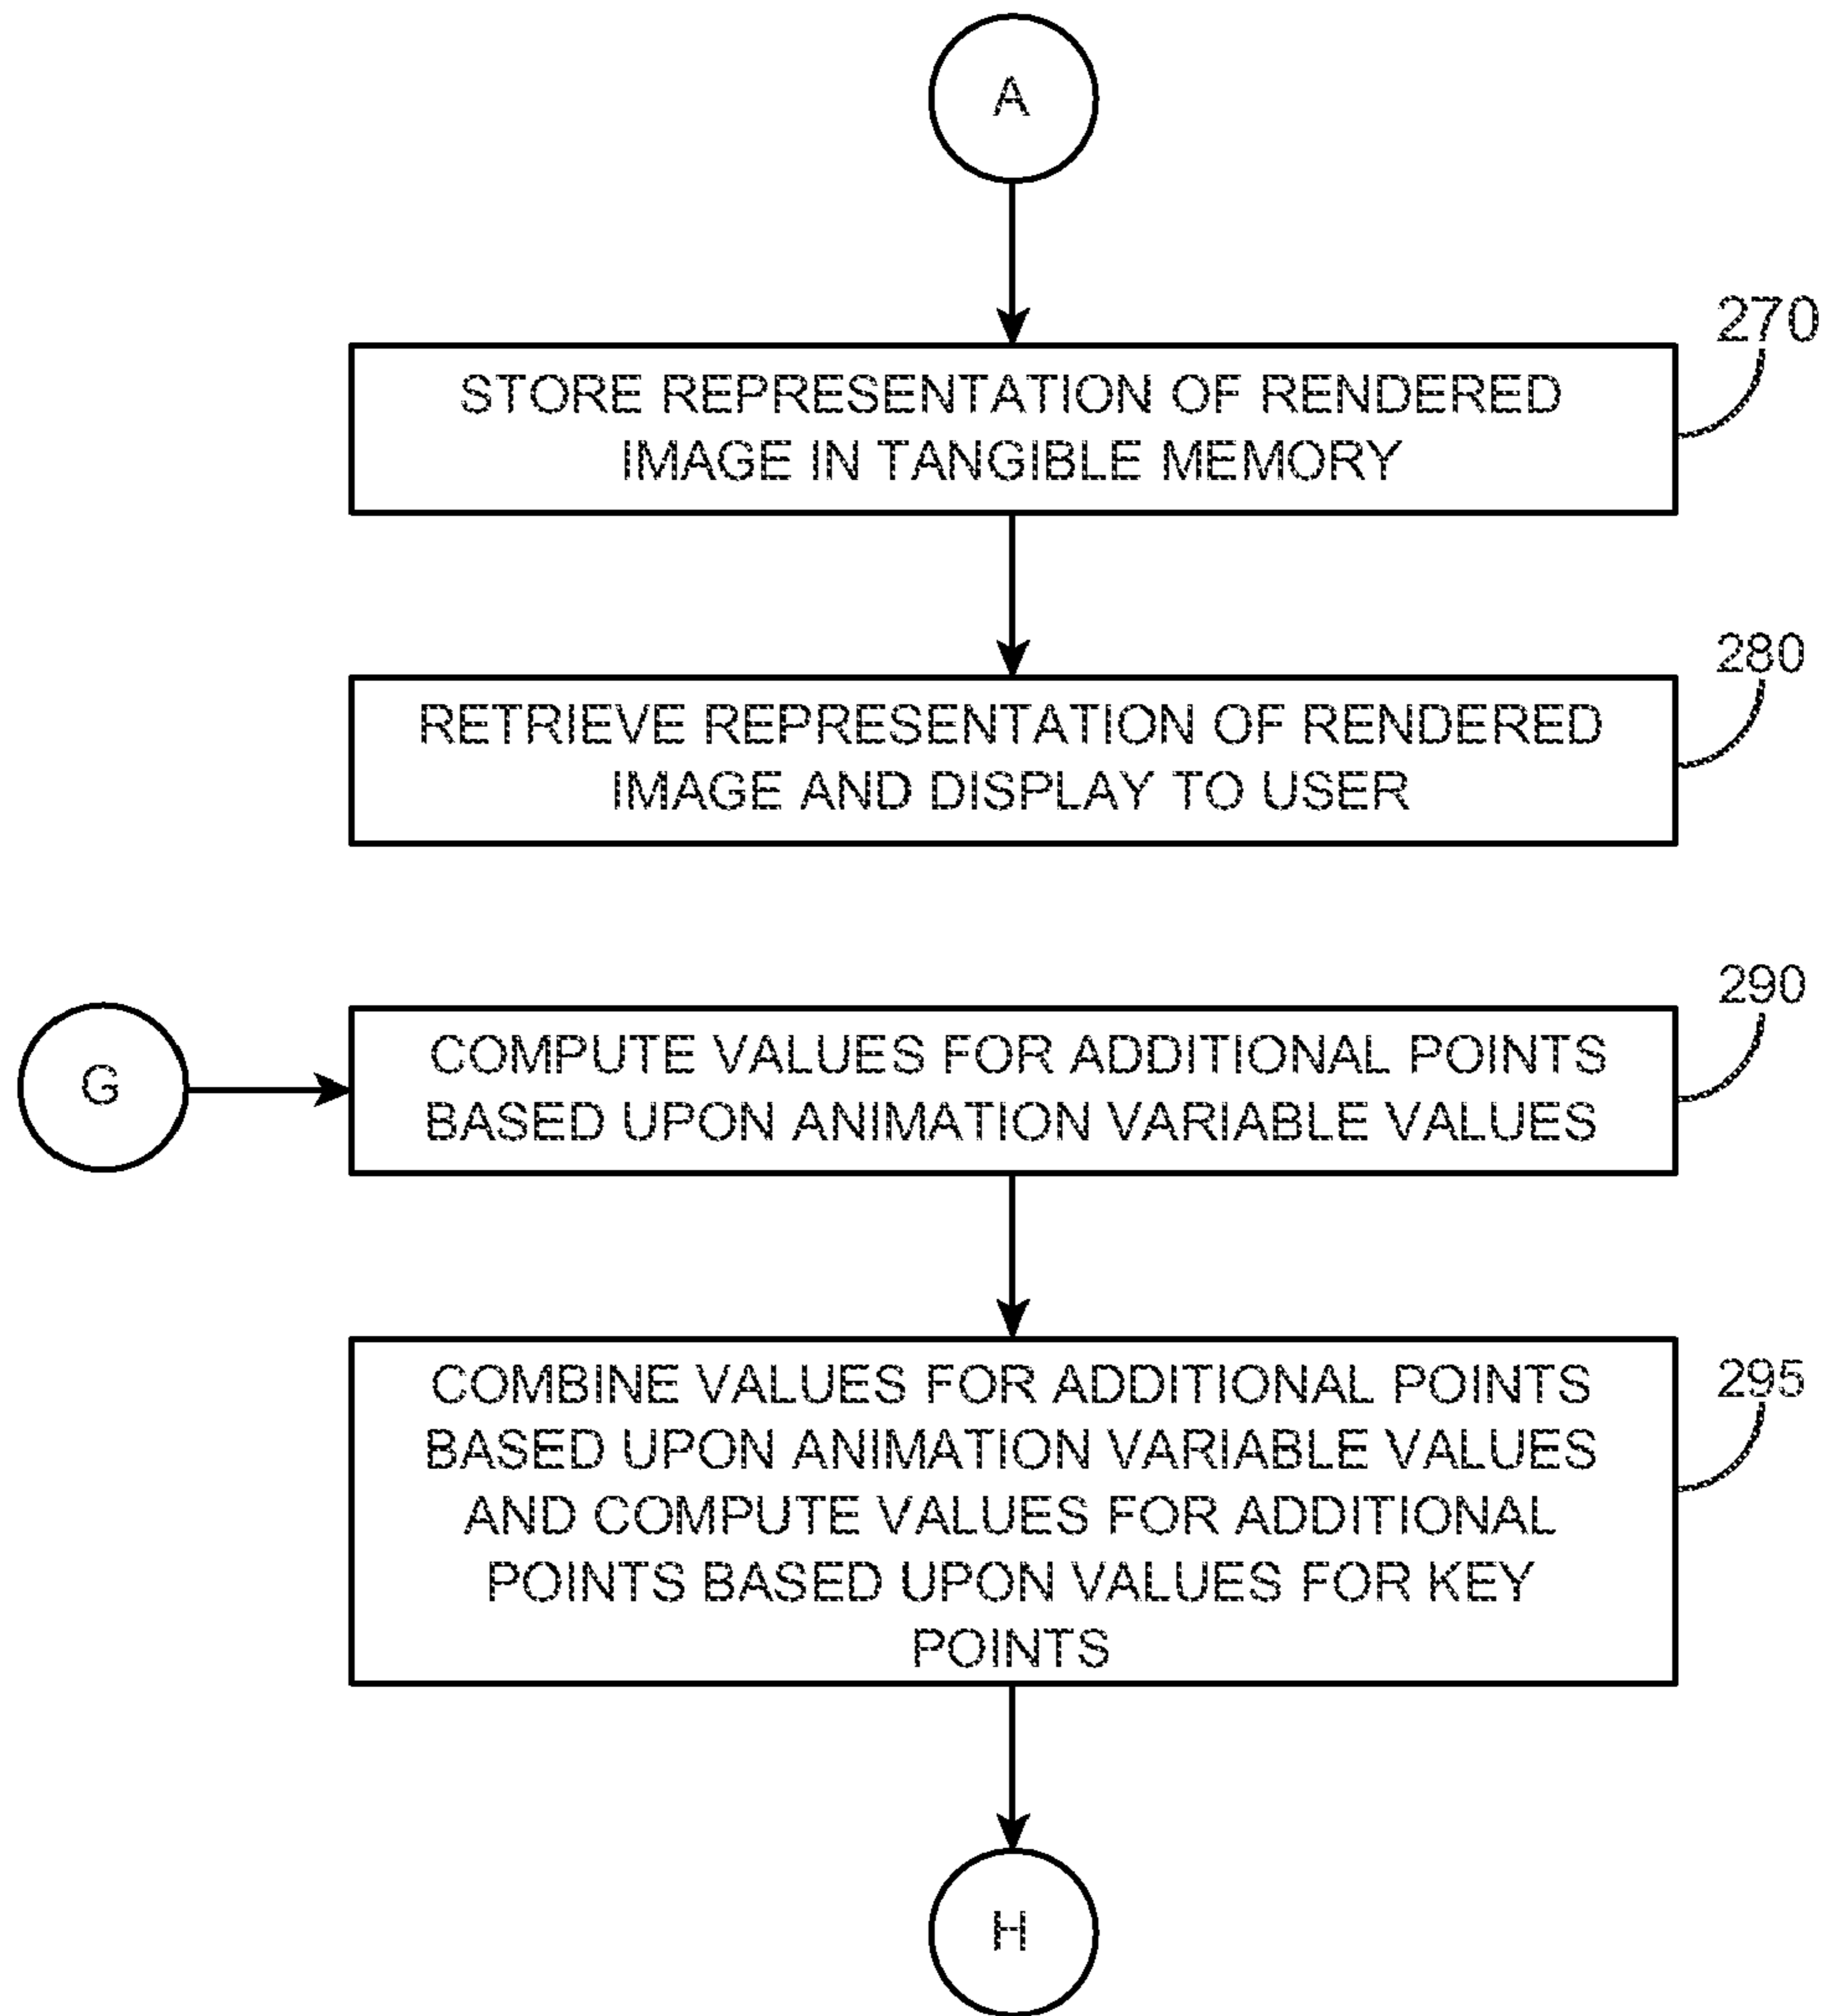 A
270
STORE REPRESENTATION OF RENDERED
IMAGE IN TANGIBLE MEMORY
280
RETRIEVE REPRESENTATION OF RENDERED
IMAGE AND DISPLAY TO USER
290
G
COMPUTE VALUES FOR ADDITIONAL POINTS
BASED UPON ANIMATION VARIABLE VALUES
295
COMBINE VALUES FOR ADDITIONAL POINTS
BASED UPON ANIMATION VARIABLE VALUES
AND COMPUTE VALUES FOR ADDITIONAL
POINTS BASED UPON VALUES FOR KEY
POINTS
H